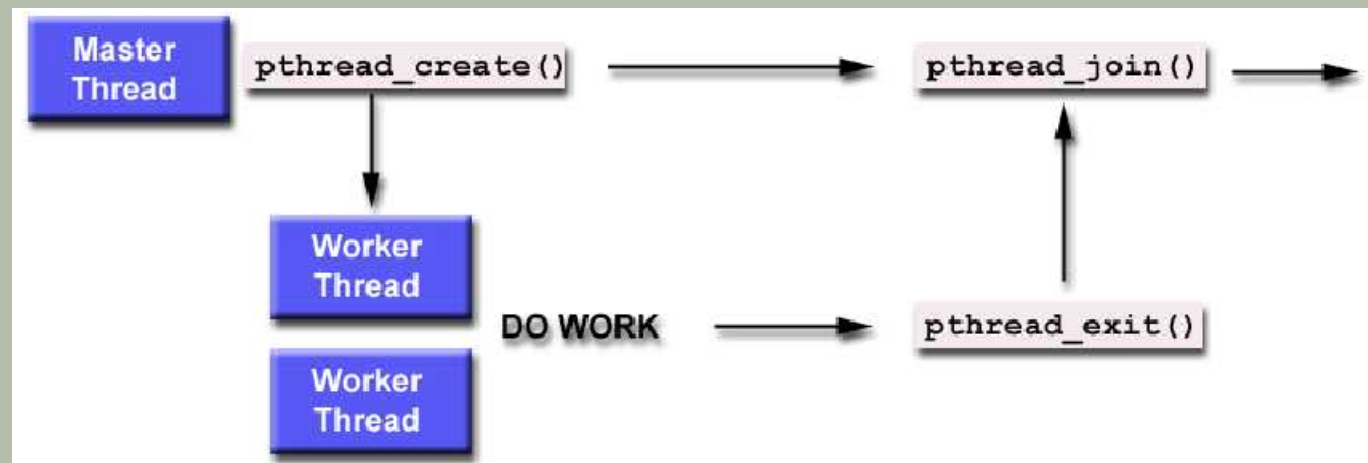 Master
Thread
pthread_create()
pthread_join()
Worker
Thread
DO WORK
pthread_exit()
Worker
Thread